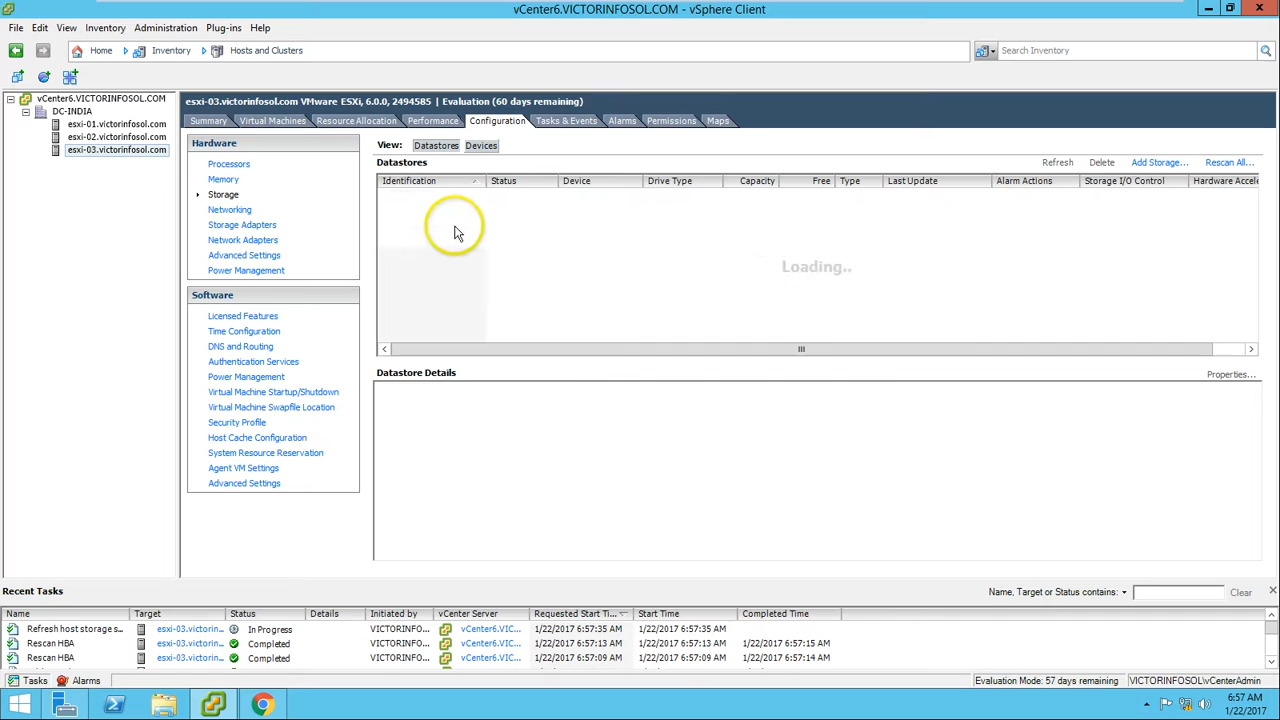 vCenter6.VICTORINFOSOL.COM - vSphere Client
File Edit View Inventory Administration Plug-ins Help
Home Inventory Hosts and Clusters Search Inventory
vCenter6.VICTORINFOSOL.COM
DC-INDIA
esxi-01.victorinfosol.com
esxi-02.victorinfosol.com
esxi-03.victorinfosol.com
esxi-03.victorinfosol.com VMware ESXi, 6.0.0, 2494585 | Evaluation (60 days remaining)
Summary Virtual Machines Resource Allocation Performance Configuration Tasks & Events Alarms Permissions Maps
Hardware
Processors
Memory
Storage
Networking
Storage Adapters
Network Adapters
Advanced Settings
Power Management
Software
Licensed Features
Time Configuration
DNS and Routing
Authentication Services
Power Management
Virtual Machine Startup/Shutdown
Virtual Machine Swapfile Location
Security Profile
Host Cache Configuration
System Resource Reservation
Agent VM Settings
Advanced Settings
View: Datastores Devices
Datastores
Refresh Delete Add Storage... Rescan All...
Identification Status Device Drive Type Capacity Free Type Last Update Alarm Actions Storage I/O Control Hardware Accele
Loading..
Datastore Details
Properties...
Recent Tasks
Name, Target or Status contains: Clear
Name Target Status Details Initiated by vCenter Server Requested Start Ti... Start Time Completed Time
Refresh host storage s... esxi-03.victorin... In Progress VICTORINFO... vCenter6.VIC... 1/22/2017 6:57:35 AM 1/22/2017 6:57:35 AM
Rescan HBA esxi-03.victorin... Completed VICTORINFO... vCenter6.VIC... 1/22/2017 6:57:13 AM 1/22/2017 6:57:13 AM 1/22/2017 6:57:15 AM
Rescan HBA esxi-03.victorin... Completed VICTORINFO... vCenter6.VIC... 1/22/2017 6:57:09 AM 1/22/2017 6:57:09 AM 1/22/2017 6:57:14 AM
Tasks Alarms Evaluation Mode: 57 days remaining VICTORINFOSOL\vCenterAdmin
6:57 AM
1/22/2017